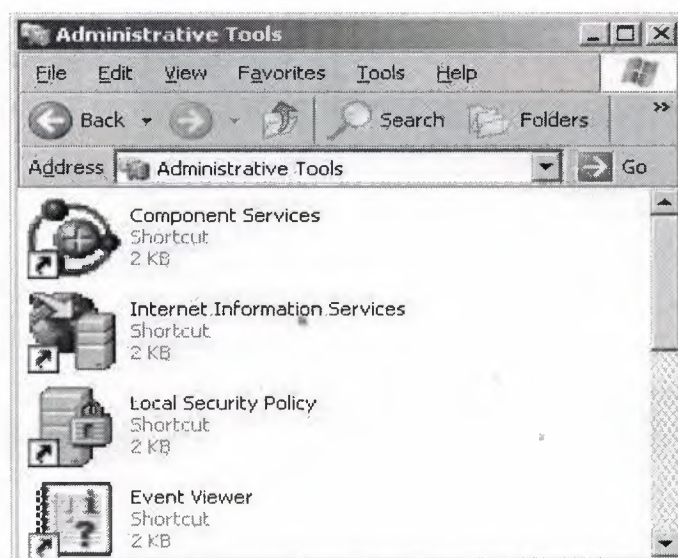 Administrative Tools
File Edit View Favorites Tools Help
Back Search Folders »
Address Administrative Tools Go
Component Services
Shortcut
2 KB
Internet Information Services
Shortcut
2 KB
Local Security Policy
Shortcut
2 KB
Event Viewer
Shortcut
2 KB